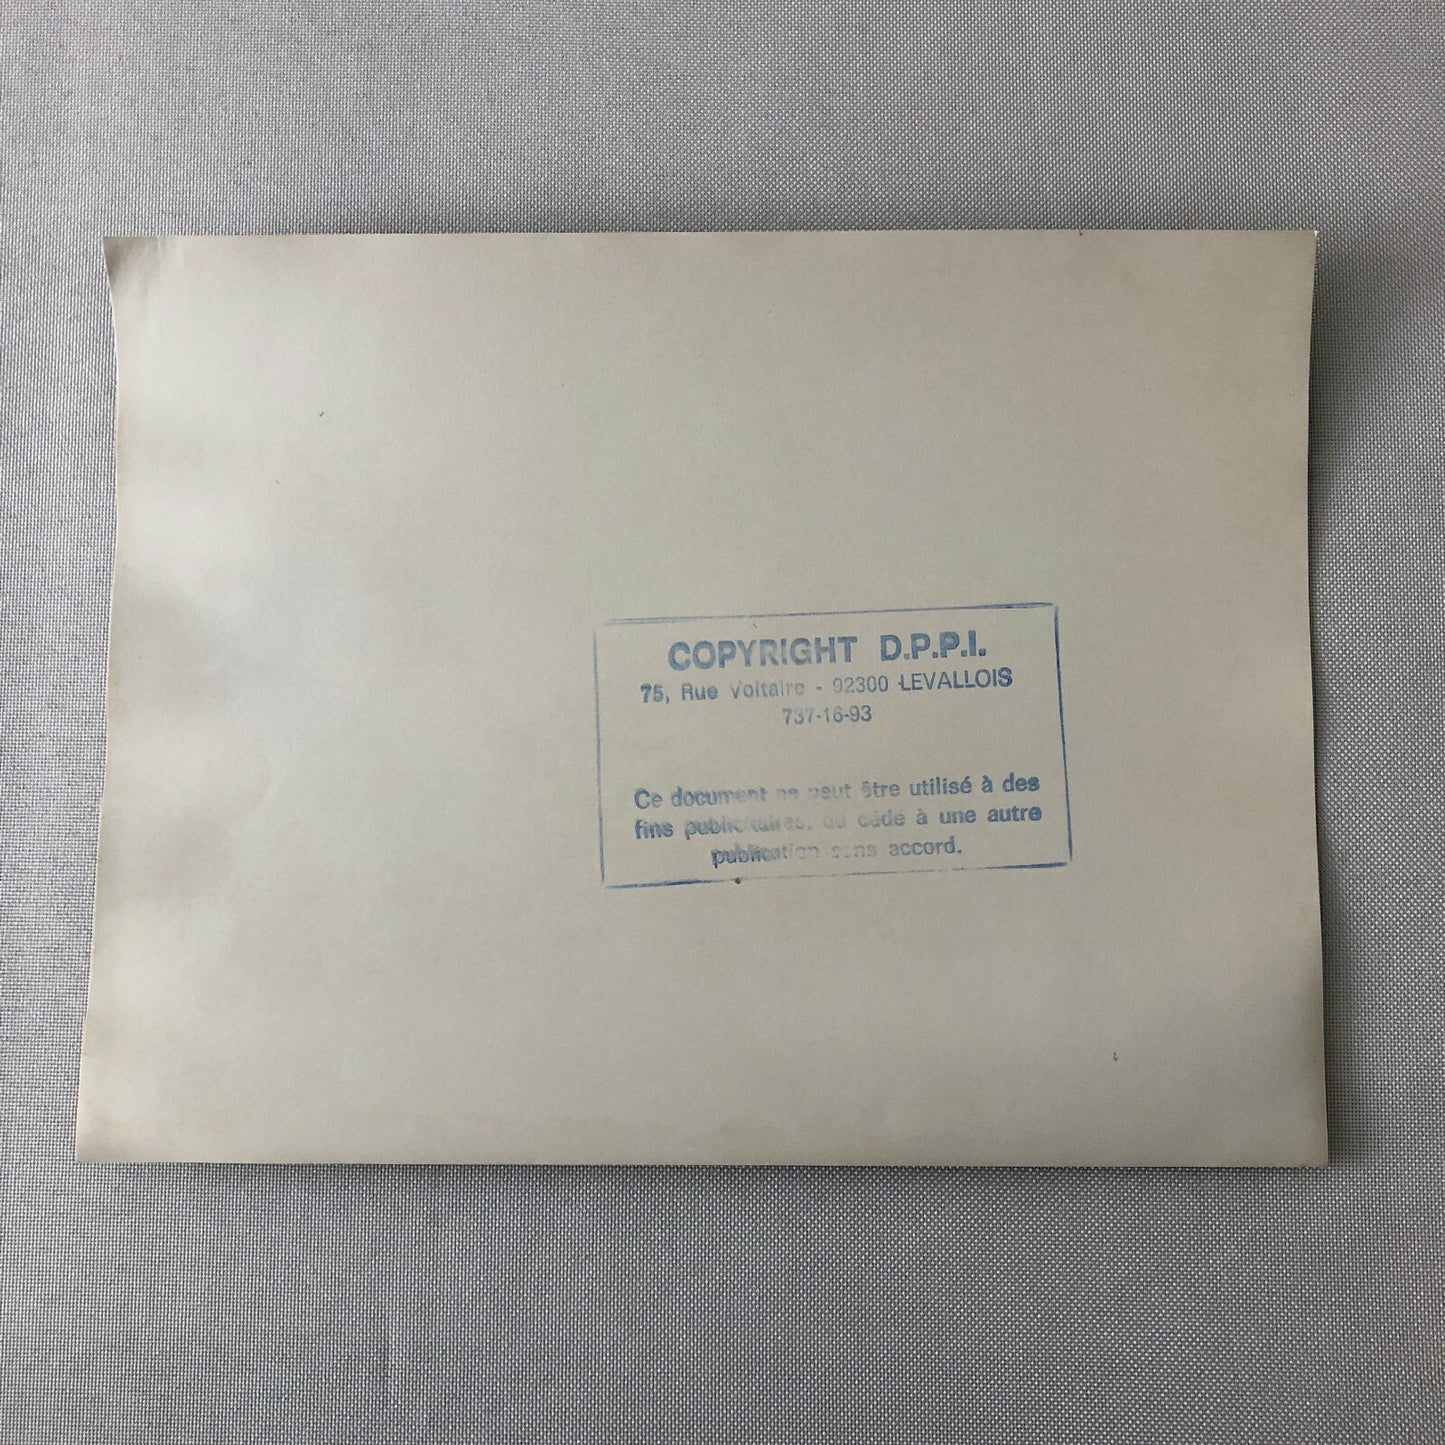 COPYRIGHT D.P.P.I.
75, Rue Voltaire - 92300 LEVALLOIS
737-16-93
Ce document ne peut être utilisé à des
fins publicitaires, ou cédé à une autre
publication sans accord.